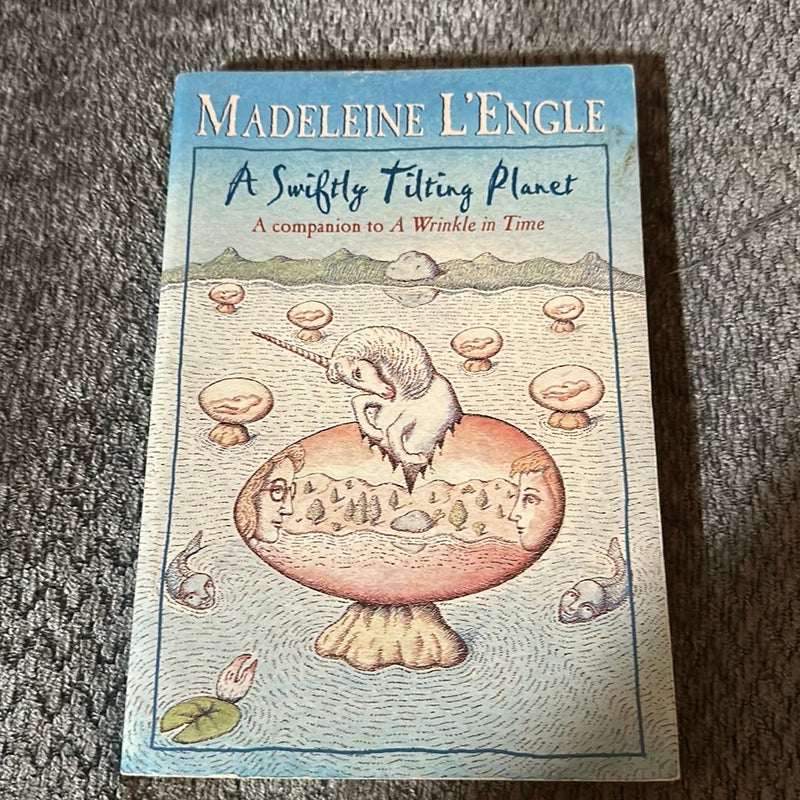 MADELEINE L'ENGLE
A Swiftly Tilting Planet
A companion to A Wrinkle in Time